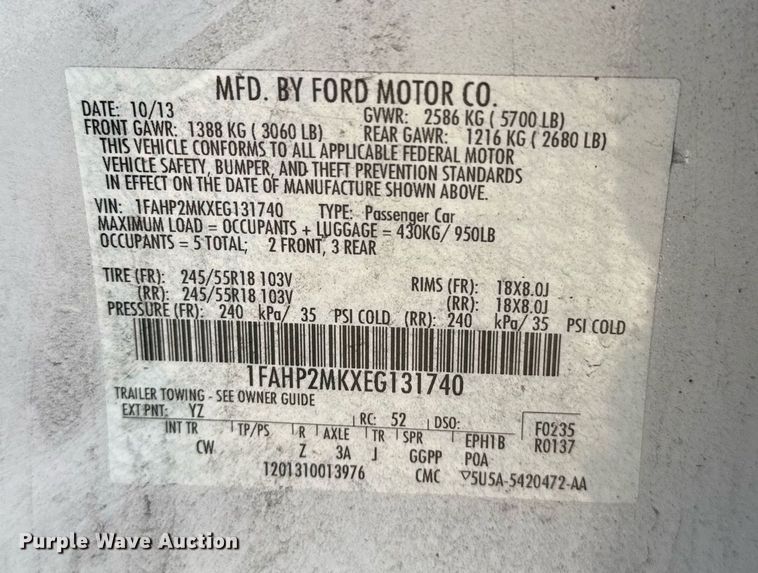 MFD. BY FORD MOTOR CO.
DATE: 10/13 GVWR: 2586 KG ( 5700 LB)
FRONT GAWR: 1388 KG ( 3060 LB) REAR GAWR: 1216 KG ( 2680 LB)
THIS VEHICLE CONFORMS TO ALL APPLICABLE FEDERAL MOTOR
VEHICLE SAFETY, BUMPER, AND THEFT PREVENTION STANDARDS
IN EFFECT ON THE DATE OF MANUFACTURE SHOWN ABOVE.
VIN: 1FAHP2MKXEG131740 TYPE: Passenger Car
MAXIMUM LOAD = OCCUPANTS + LUGGAGE = 430KG/ 950LB
OCCUPANTS = 5 TOTAL; 2 FRONT, 3 REAR
TIRE (FR): 245/55R18 103V RIMS (FR): 18X8.0J
(RR): 245/55R18 103V (RR): 18X8.0J
PRESSURE (FR): 240 kPa/ 35 PSI COLD (RR): 240 kPa/ 35 PSI COLD
1FAHP2MKXEG131740
TRAILER TOWING - SEE OWNER GUIDE
EXT PNT: YZ RC: 52 DSO: F0235
INT TR TP/PS R AXLE TR SPR EPH1B R0137
CW Z 3A J GGPP POA
1201310013976 CMC ▽5U5A-5420472-AA
Purple Wave Auction